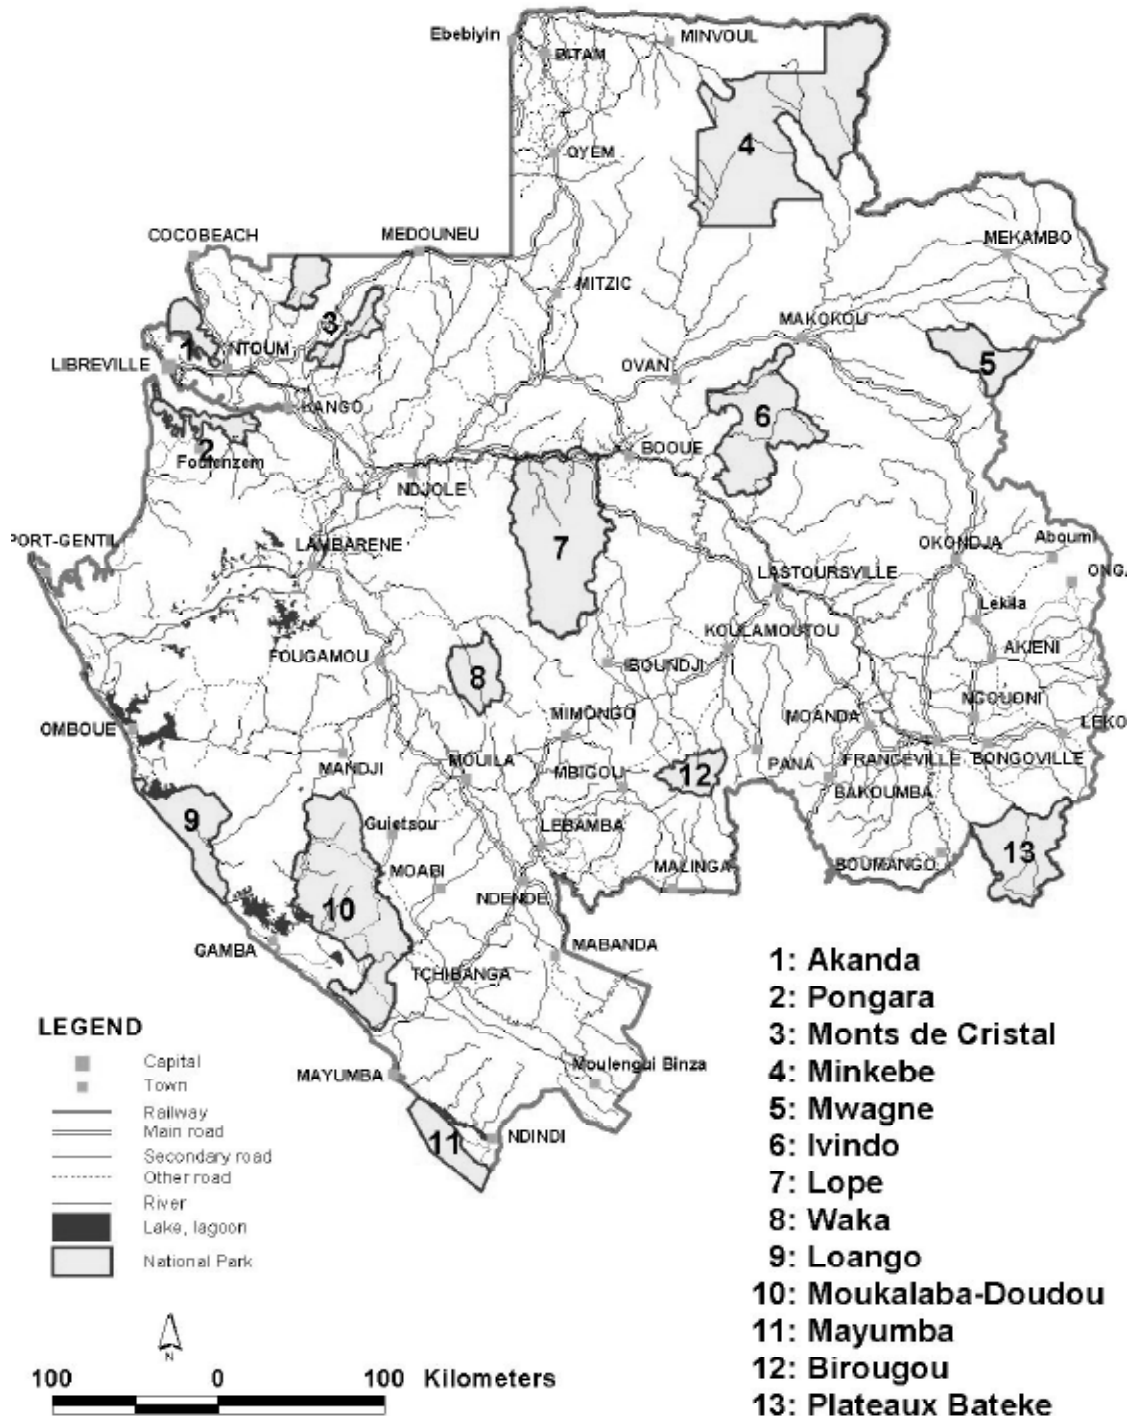 Ebebiyin
MINVOUL
BITAM
4
OYEM
COCOBEACH
MEDOUNEU
MEKAMBO
MITZIC
3
MAKOKOU
1
NTOUM
LIBREVILLE
OVAN
5
KANGO
6
2
BOOUE
Foulenzem
NDJOLE
PORT-GENTIL
LAMBARENE
7
OKONDJA
Aboumi
LASTOURSVILLE
ONGA
Lekila
KOULAMOUTOU
FOUGAMOU
IBOUNDJI
AKIENI
8
NGOUONI
MIMONGO
MOANDA
LEKO
OMBOUE
MANDJI
MOUILA
MBIGOU
12
PANA
FRANCEVILLE
BONGOVILLE
BAKOUMBA
9
Guietsou
LEBAMBA
MOABI
MALINGA
BOUMANGO
13
10
NDENDE
GAMBA
MABANDA
TCHIBANGA
MAYUMBA
Moulengui Binza
11
NDINDI
LEGEND
Capital
Town
Railway
Main road
Secondary road
Other road
River
Lake, lagoon
National Park
N
100 0 100 Kilometers
1: Akanda
2: Pongara
3: Monts de Cristal
4: Minkebe
5: Mwagne
6: Ivindo
7: Lope
8: Waka
9: Loango
10: Moukalaba-Doudou
11: Mayumba
12: Birougou
13: Plateaux Bateke